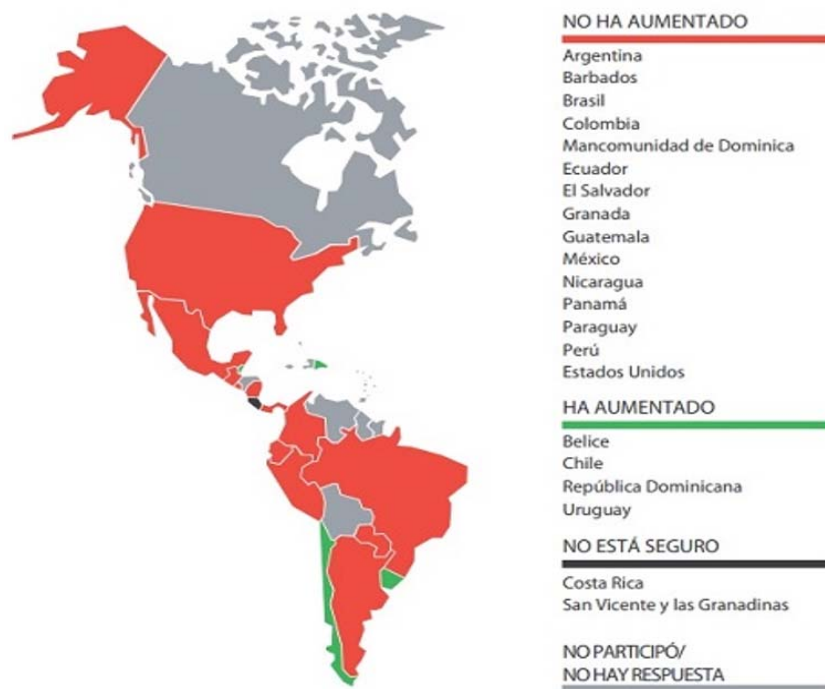 NO HA AUMENTADO
Argentina
Barbados
Brasil
Colombia
Mancomunidad de Dominica
Ecuador
El Salvador
Granada
Guatemala
México
Nicaragua
Panamá
Paraguay
Perú
Estados Unidos
HA AUMENTADO
Belice
Chile
República Dominicana
Uruguay
NO ESTÁ SEGURO
Costa Rica
San Vicente y las Granadinas
NO PARTICIPÓ/
NO HAY RESPUESTA